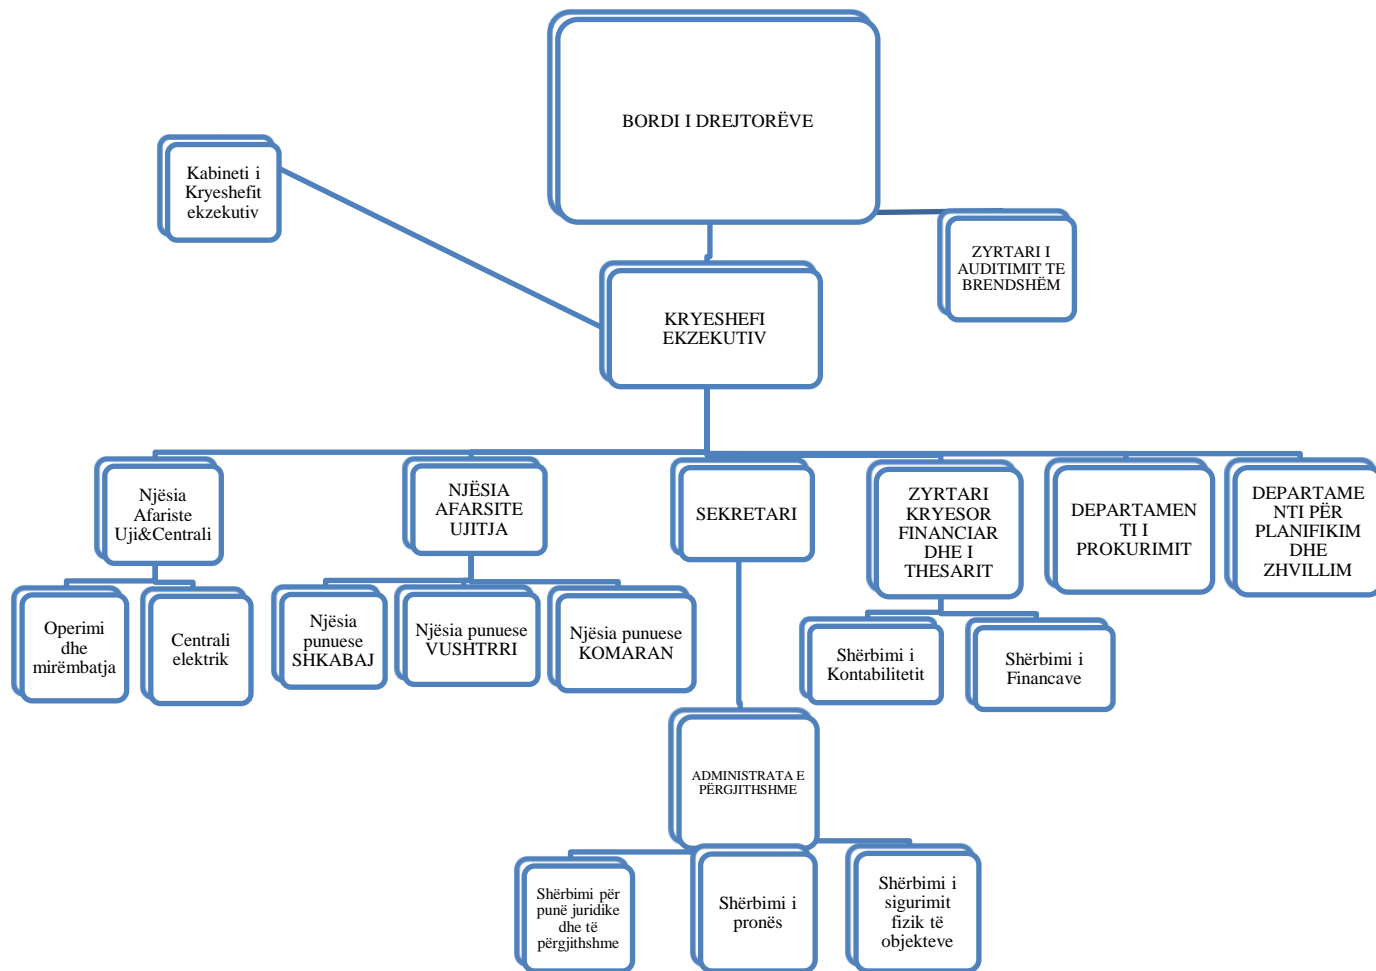 BORDI I DREJTORËVE
Kabineti i
Kryeshefit
ekzekutiv
ZYRTARI I
AUDITIMIT TE
BRENDSHËM
KRYESHEFI
EKZEKUTIV
Njësia
Afariste
Uji&Centrali
NJËSIA
AFARSITE
UJITJA
SEKRETARI
ZYRTARI
KRYESOR
FINANCIAR
DHE I
THESARIT
DEPARTAMEN
TI I
PROKURIMIT
DEPARTAME
NTI PËR
PLANIFIKIM
DHE
ZHVILLIM
Operimi
dhe
mirëmbatja
Centrali
elektrik
Njësia
punuese
SHKABAJ
Njësia punuese
VUSHTRRI
Njësia punuese
KOMARAN
Shërbimi i
Kontabilitetit
Shërbimi i
Financave
ADMINISTRATA E
PËRGJITHSHME
Shërbimi për
punë juridike
dhe të
përgjithshme
Shërbimi i
pronës
Shërbimi i
sigurimit
fizik të
objekteve